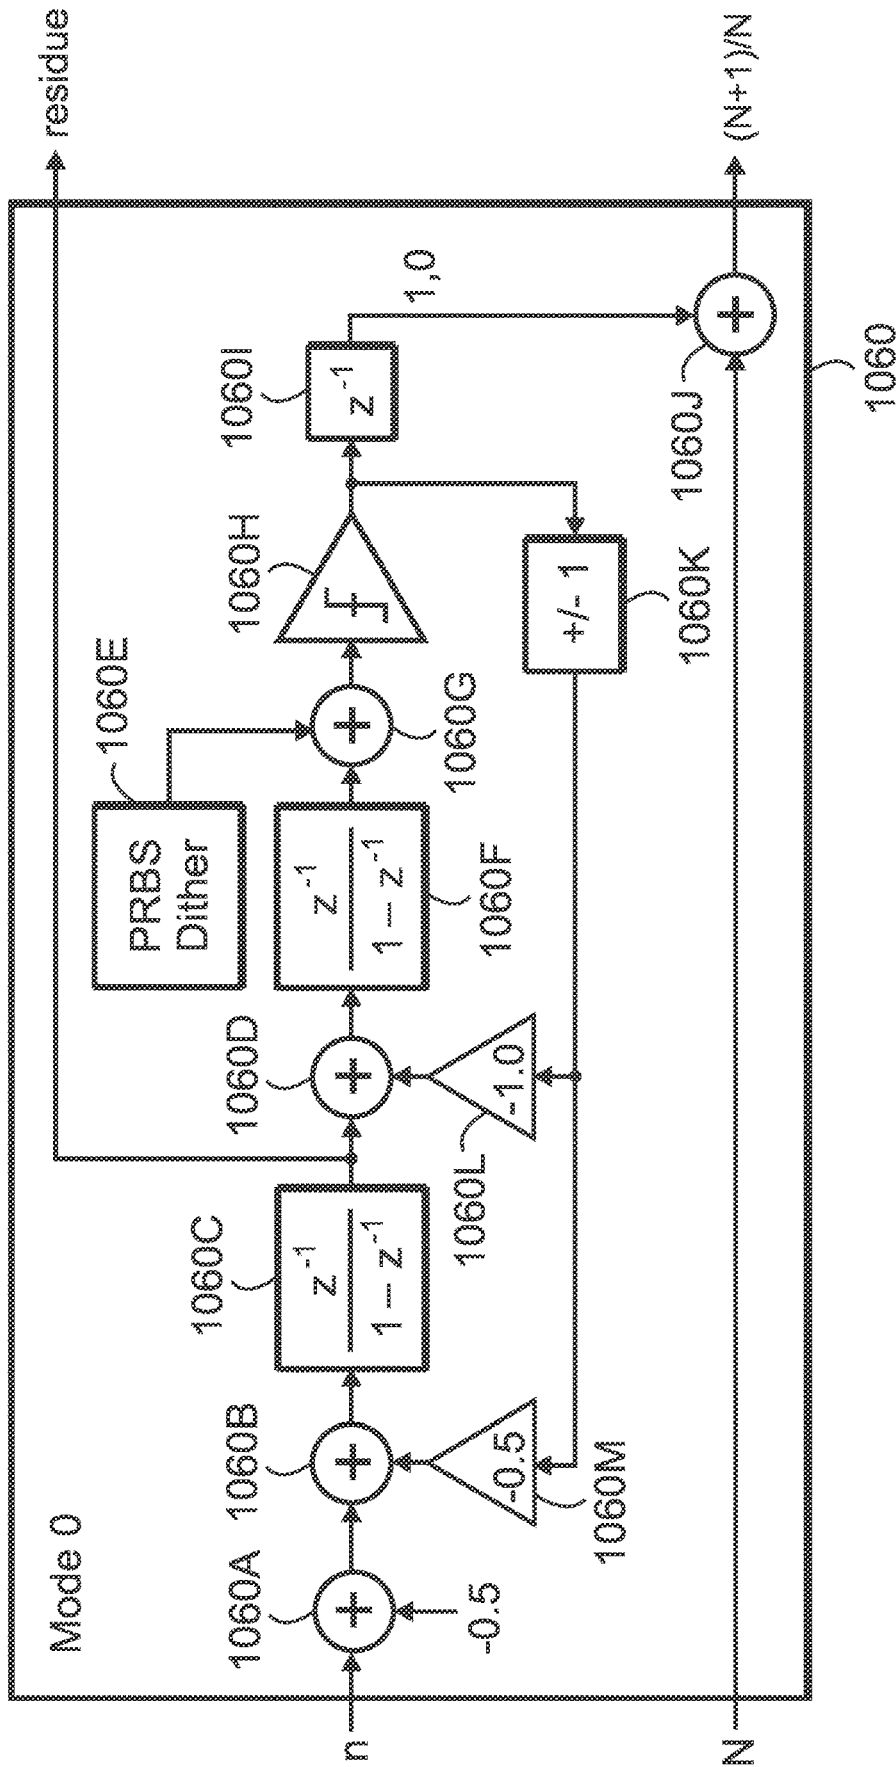 Mode 0
residue
1060E
PRBS
Dither
n
1060A
-0.5
1060B
1060C
z⁻¹
1 – z⁻¹
1060D
1060F
z⁻¹
1 – z⁻¹
1060G
1060H
1060I
z⁻¹
1,0
1060M
-0.5
1060L
-1.0
1060K
+/- 1
N
1060J
(N+1)/N
1060